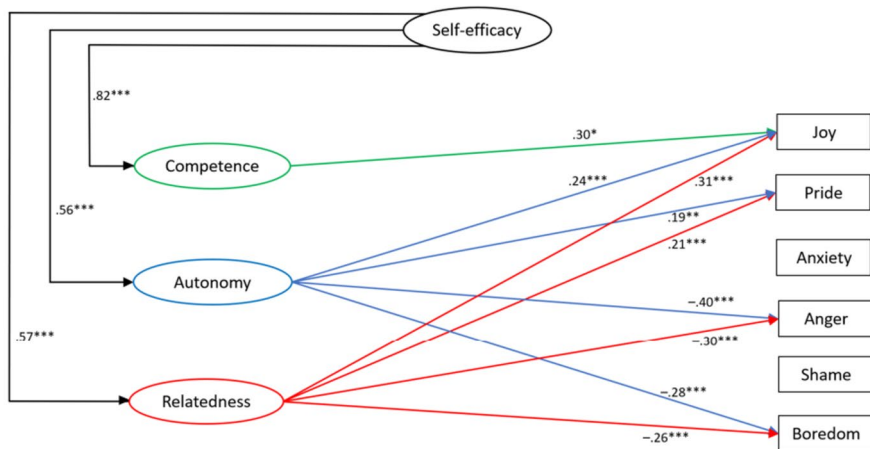 Self-efficacy
.82***
Joy
.30*
Competence
.24***
.31***
Pride
.56***
.19**
.21***
Anxiety
Autonomy
−.40***
Anger
.57***
−.30***
Shame
−.28***
Relatedness
Boredom
−.26***